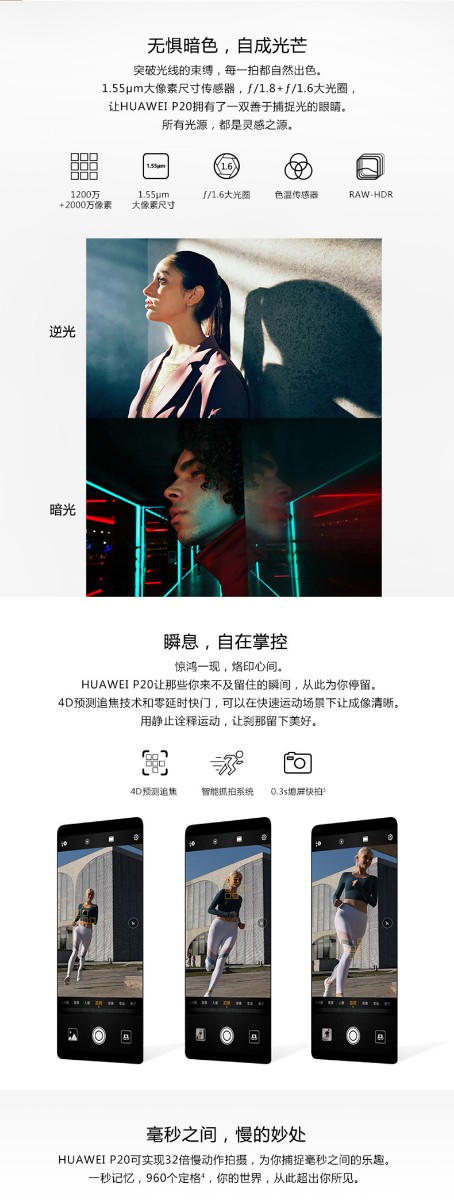 无惧暗色，自成光芒
突破光线的束缚，每一拍都自然出色。
1.55μm大像素尺寸传感器，ƒ/1.8+ƒ/1.6大光圈，
让HUAWEI P20拥有了一双善于捕捉光的眼睛。
所有光源，都是灵感之源。
1.55μm
1.6
1200万
+2000万像素
1.55μm
大像素尺寸
ƒ/1.6大光圈
色温传感器
RAW-HDR
逆光
暗光
瞬息，自在掌控
惊鸿一现，烙印心间。
HUAWEI P20让那些你来不及留住的瞬间，从此为你停留。
4D预测追焦技术和零延时快门，可以在快速运动场景下让成像清晰。
用静止诠释运动，让刹那留下美好。
4D预测追焦
智能抓拍系统
0.3s熄屏快拍³
毫秒之间，慢的妙处
HUAWEI P20可实现32倍慢动作拍摄，为你捕捉毫秒之间的乐趣。
一秒记忆，960个定格⁴，你的世界，从此超出你所见。